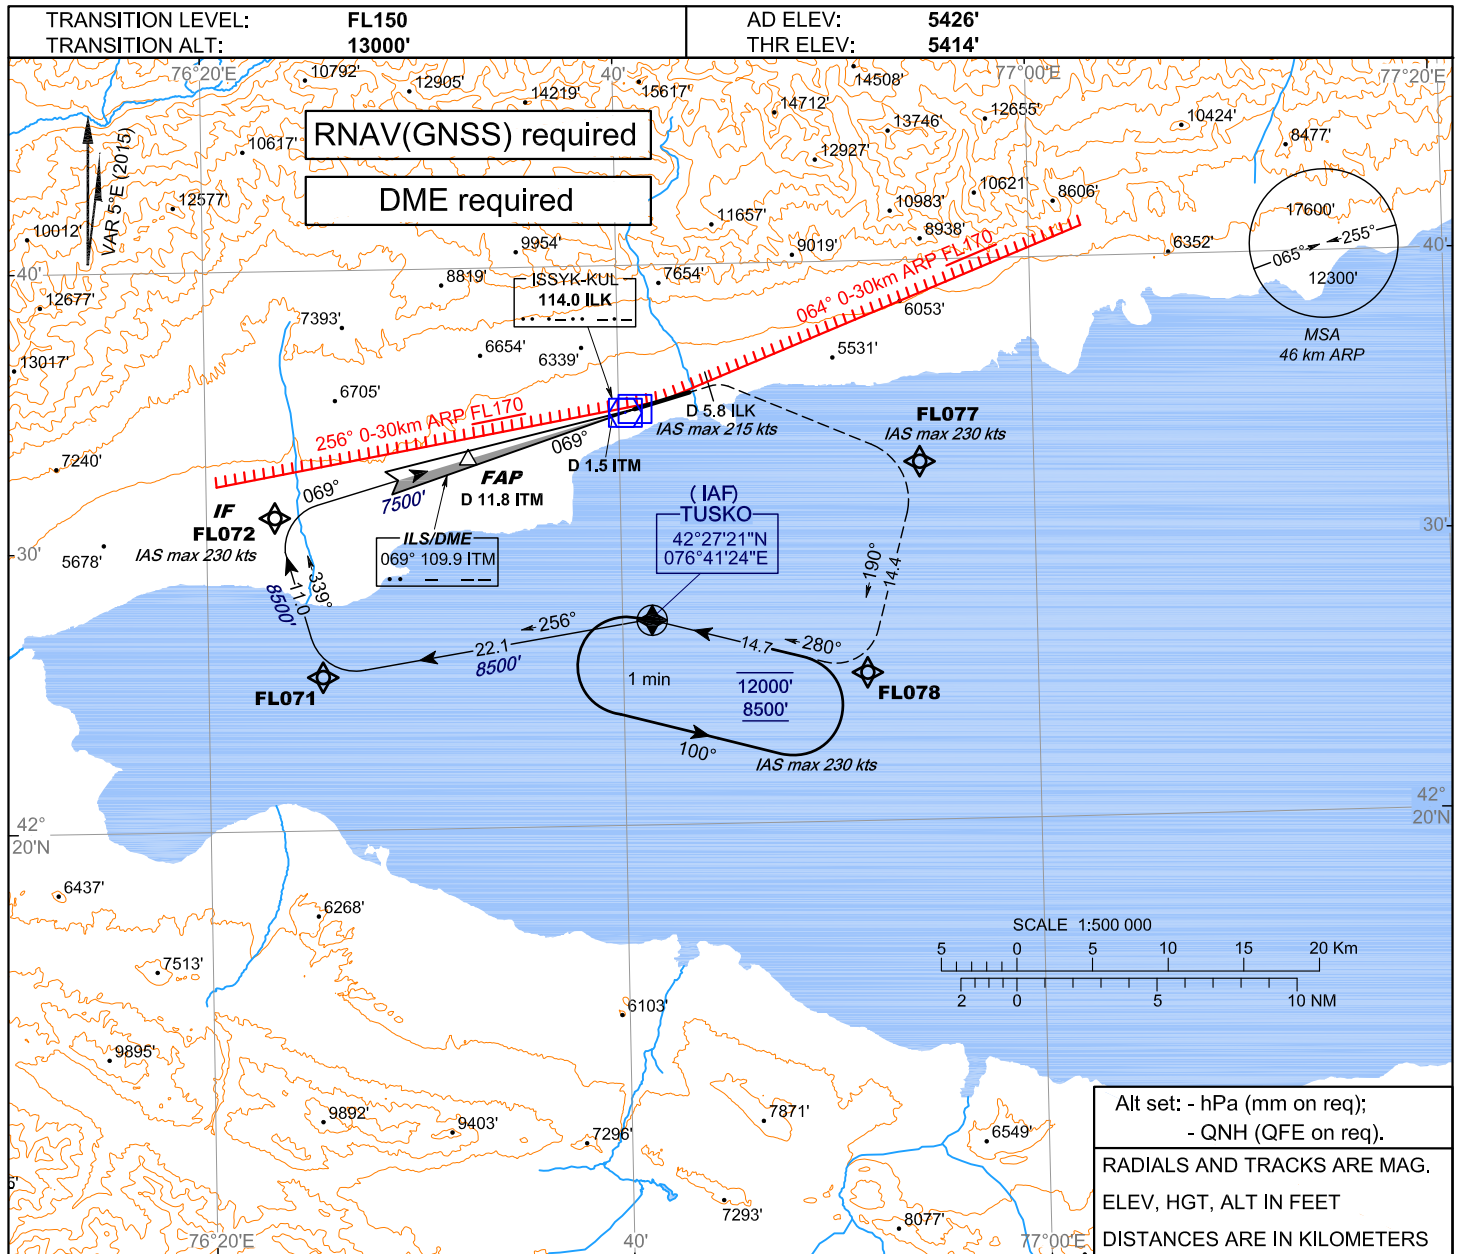 TRANSITION LEVEL: FL150
TRANSITION ALT: 13000'
AD ELEV: 5426'
THR ELEV: 5414'
76°20'E
40'
77°00'E
77°20'E
10792'
12905'
14219'
15617'
14712'
14508'
13746'
12655'
10424'
8477'
VAR 5°E (2015)
RNAV(GNSS) required
DME required
10617'
12577'
10012'
12927'
10621'
8606'
10983'
8938'
11657'
9019'
9954'
6352'
17600'
255°
065°
12300'
MSA
46 km ARP
40'
40'
12677'
8819'
7654'
ISSYK-KUL
114.0 ILK
064° 0-30km ARP FL170
6053'
7393'
6654'
6339'
5531'
13017'
6705'
256° 0-30km ARP FL170
D 5.8 ILK
IAS max 215 kts
FL077
IAS max 230 kts
069°
D 1.5 ITM
7240'
069°
FAP
D 11.8 ITM
7500'
IF
FL072
IAS max 230 kts
(IAF)
TUSKO
42°27'21"N
076°41'24"E
30'
30'
5678'
ILS/DME
069° 109.9 ITM
339°
11.0
8500'
190°
14.4
256°
22.1
8500'
14.7
280°
1 min
12000'
8500'
FL071
FL078
100°
IAS max 230 kts
42°
20'N
42°
20'N
6437'
6268'
7513'
SCALE 1:500 000
5 0 5 10 15 20 Km
2 0 5 10 NM
6103'
9895'
9892'
9403'
7296'
7871'
6549'
7293'
8077'
Alt set: - hPa (mm on req);
- QNH (QFE on req).
RADIALS AND TRACKS ARE MAG.
ELEV, HGT, ALT IN FEET
DISTANCES ARE IN KILOMETERS
76°20'E
40'
77°00'E